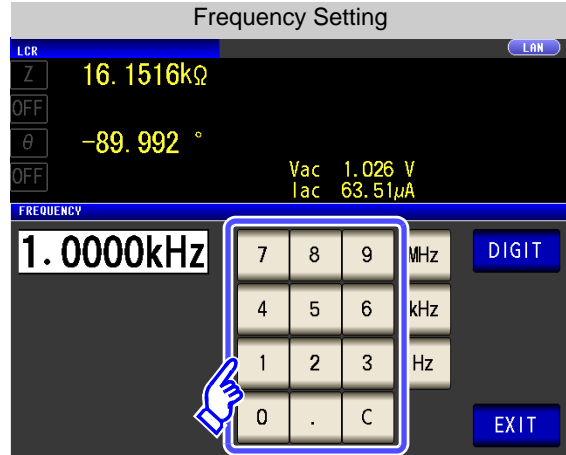 Frequency Setting
LCR
LAN
Z 16.1516kΩ
OFF
θ -89.992 °
OFF
Vac 1.026 V
Iac 63.51μA
FREQUENCY
1.0000kHz
7 8 9 MHz DIGIT
4 5 6 kHz
1 2 3 Hz
0 . C EXIT